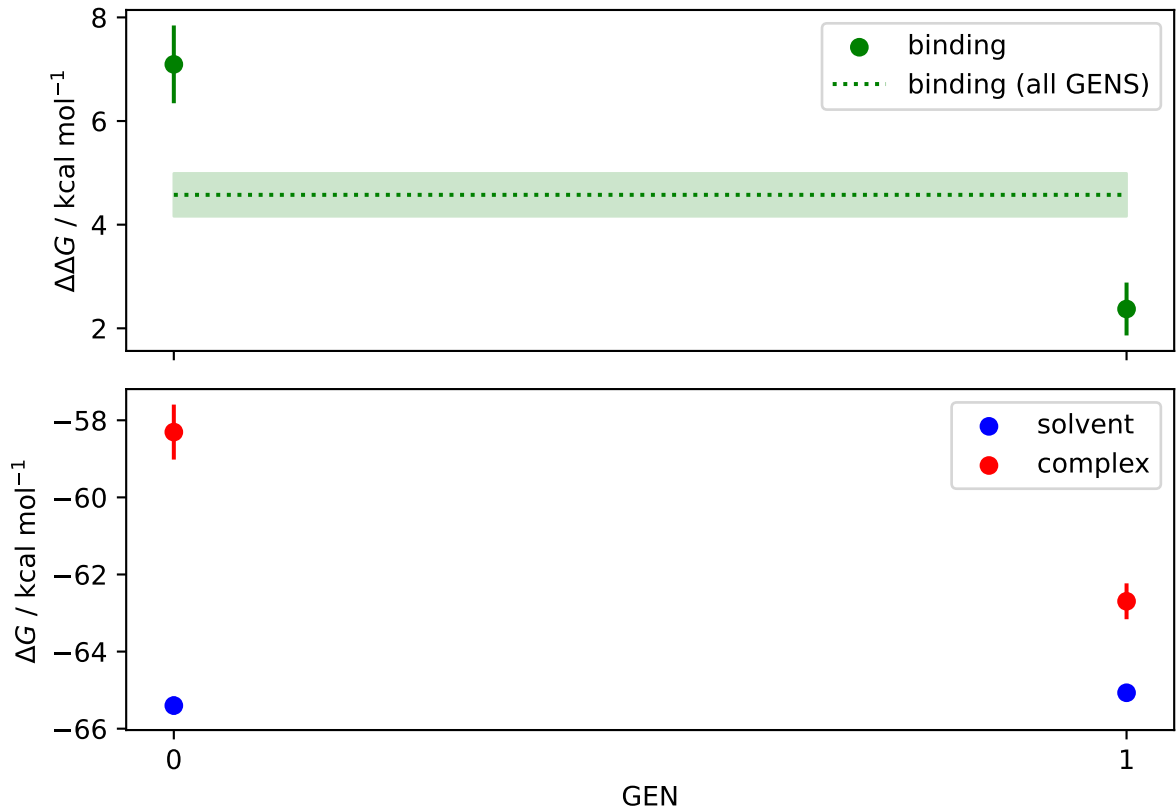 8
6
4
2
ΔΔG / kcal mol⁻¹
binding
binding (all GENS)
−58
−60
−62
−64
−66
ΔG / kcal mol⁻¹
solvent
complex
0
1
GEN